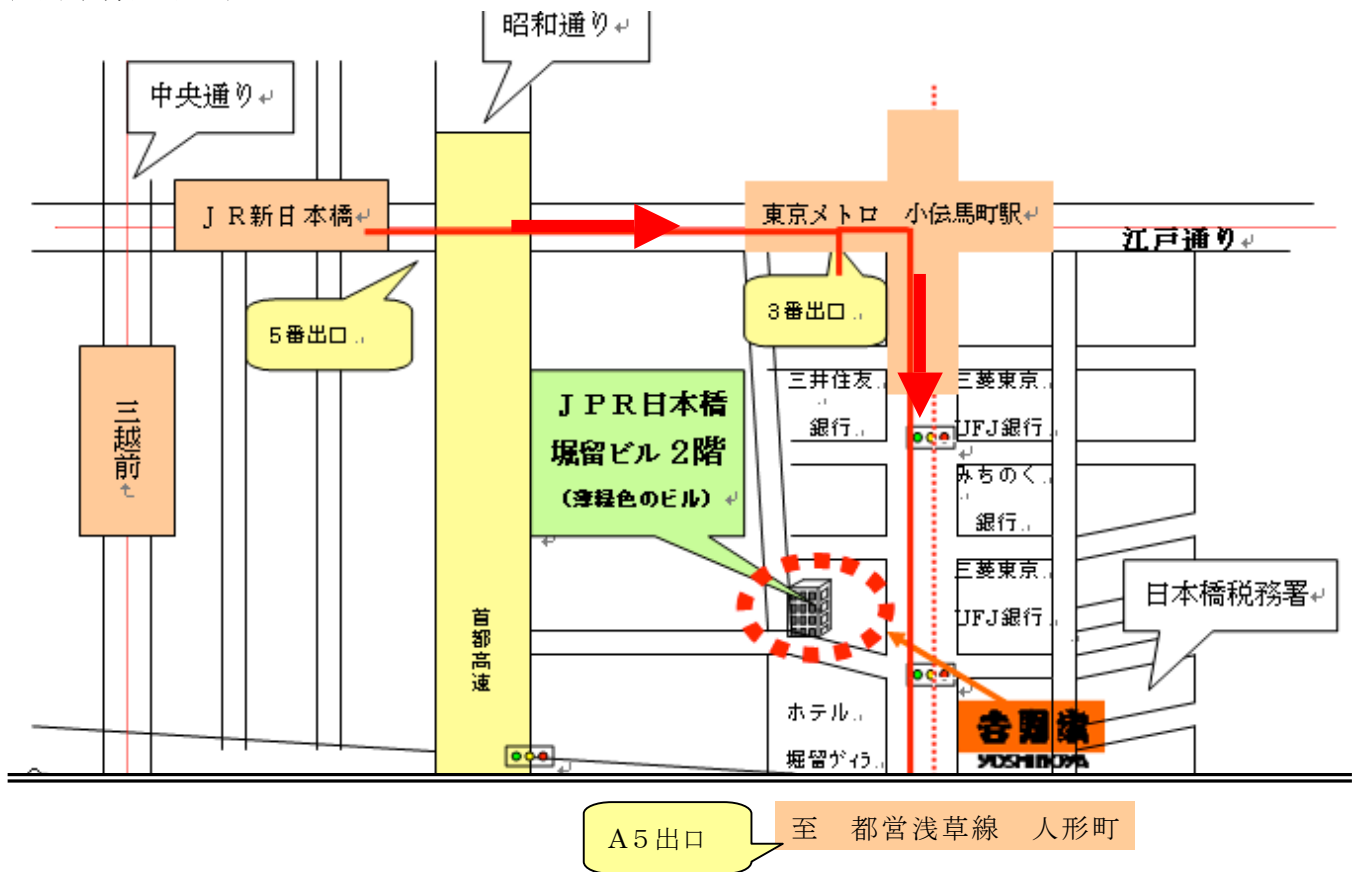 昭和通り
中央通り
ＪＲ新日本橋
東京メトロ　小伝馬町駅
江戸通り
5番出口
3番出口
三越前
ＪＰＲ日本橋
堀留ビル 2階
（薄緑色のビル）
三井住友
銀行
三菱東京
UFJ銀行
みちのく
銀行
三菱東京
UFJ銀行
日本橋税務署
首都高速
ホテル
堀留ヴィラ
吉野家
YOSHINOYA
A5出口
至　都営浅草線　人形町